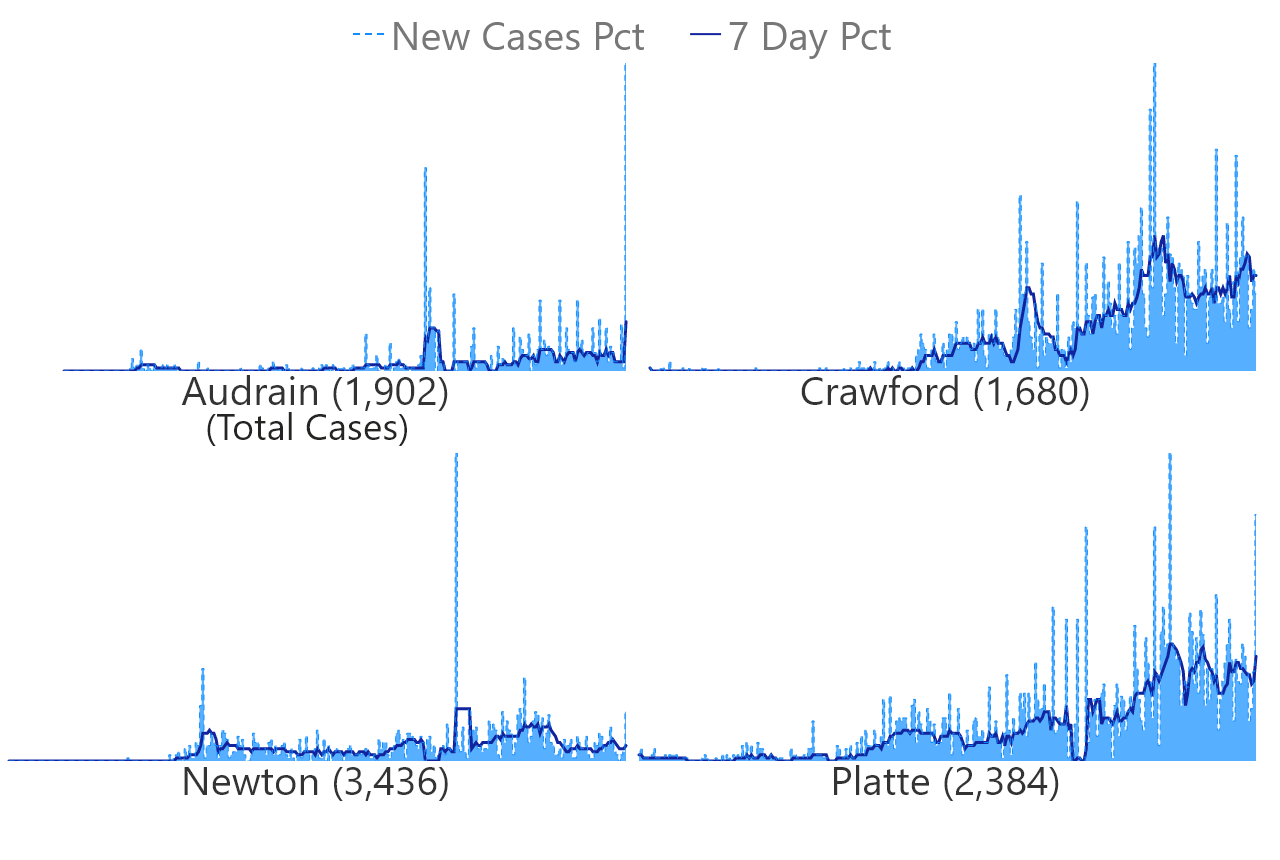 New Cases Pct 7 Day Pct
Audrain (1,902) Crawford (1,680)
(Total Cases)
Newton (3,436) Platte (2,384)